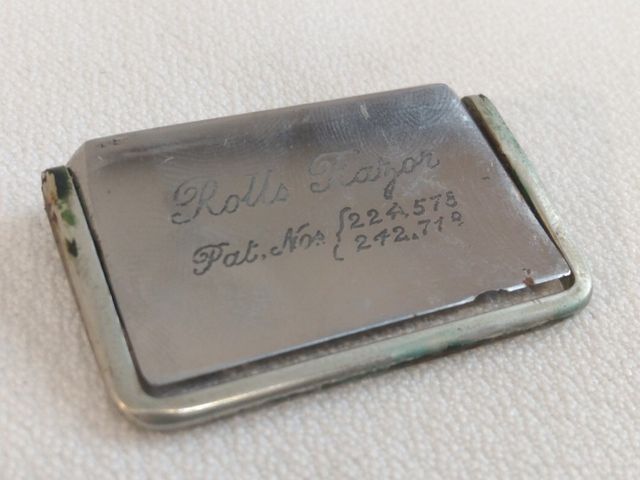 Rolls Razor
Pat. Nos. { 224,578
242,719